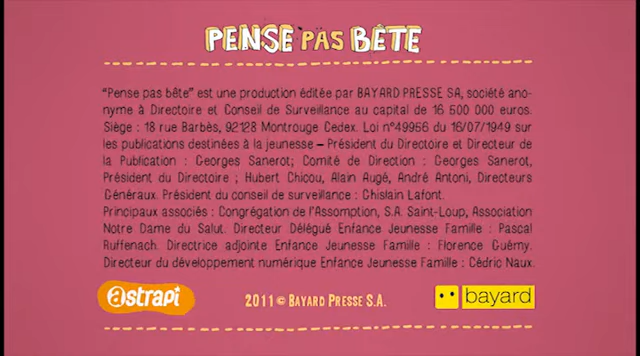 PENSE PAS BÊTE
"Pense pas bête" est une production éditée par BAYARD PRESSE SA, société ano-
nyme à Directoire et Conseil de Surveillance au capital de 16 500 000 euros.
Siège : 18 rue Barbès, 92128 Montrouge Cedex. Loi n°49956 du 16/07/1949 sur
les publications destinées à la jeunesse – Président du Directoire et Directeur de
la Publication : Georges Sanerot; Comité de Direction : Georges Sanerot,
Président du Directoire ; Hubert Chicou, Alain Augé, André Antoni, Directeurs
Généraux. Président du conseil de surveillance : Ghislain Lafont.
Principaux associés : Congrégation de l'Assomption, S.A. Saint-Loup, Association
Notre Dame du Salut. Directeur Délégué Enfance Jeunesse Famille : Pascal
Ruffenach. Directrice adjointe Enfance Jeunesse Famille : Florence Guémy.
Directeur du développement numérique Enfance Jeunesse Famille : Cédric Naux.
astrapi 2011 © BAYARD PRESSE S.A. bayard